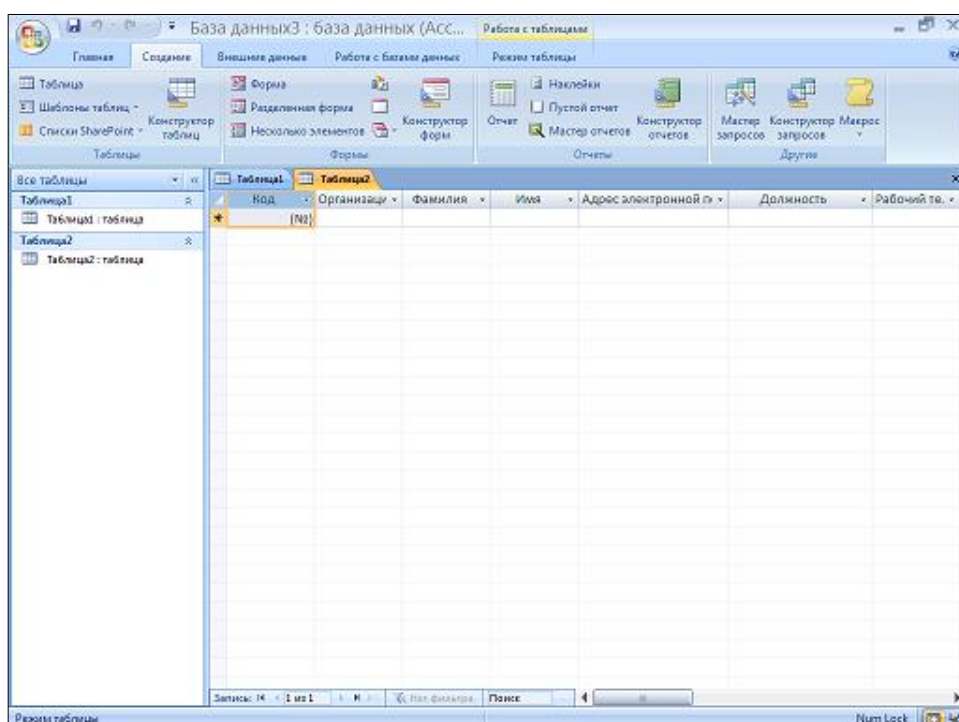 База данных3 : база данных (Acc... Работа с таблицами
Главная Создание Внешние данные Работа с базами данных Режим таблицы
Таблица
Шаблоны таблиц
Списки SharePoint
Конструктор таблиц
Таблицы
Форма
Разделенная форма
Несколько элементов
Конструктор форм
Формы
Отчет
Наклейки
Пустой отчет
Мастер отчетов
Конструктор отчетов
Отчеты
Мастер запросов
Конструктор запросов
Макрос
Другие
Все таблицы
Таблица1
Таблица1 : таблица
Таблица2
Таблица2 : таблица
Таблица1 Таблица2
Код Организаци Фамилия Имя Адрес электронной п Должность Рабочий те.
(№)
Запись: 1 из 1 Нет фильтра Поиск
Режим таблицы Num Lock